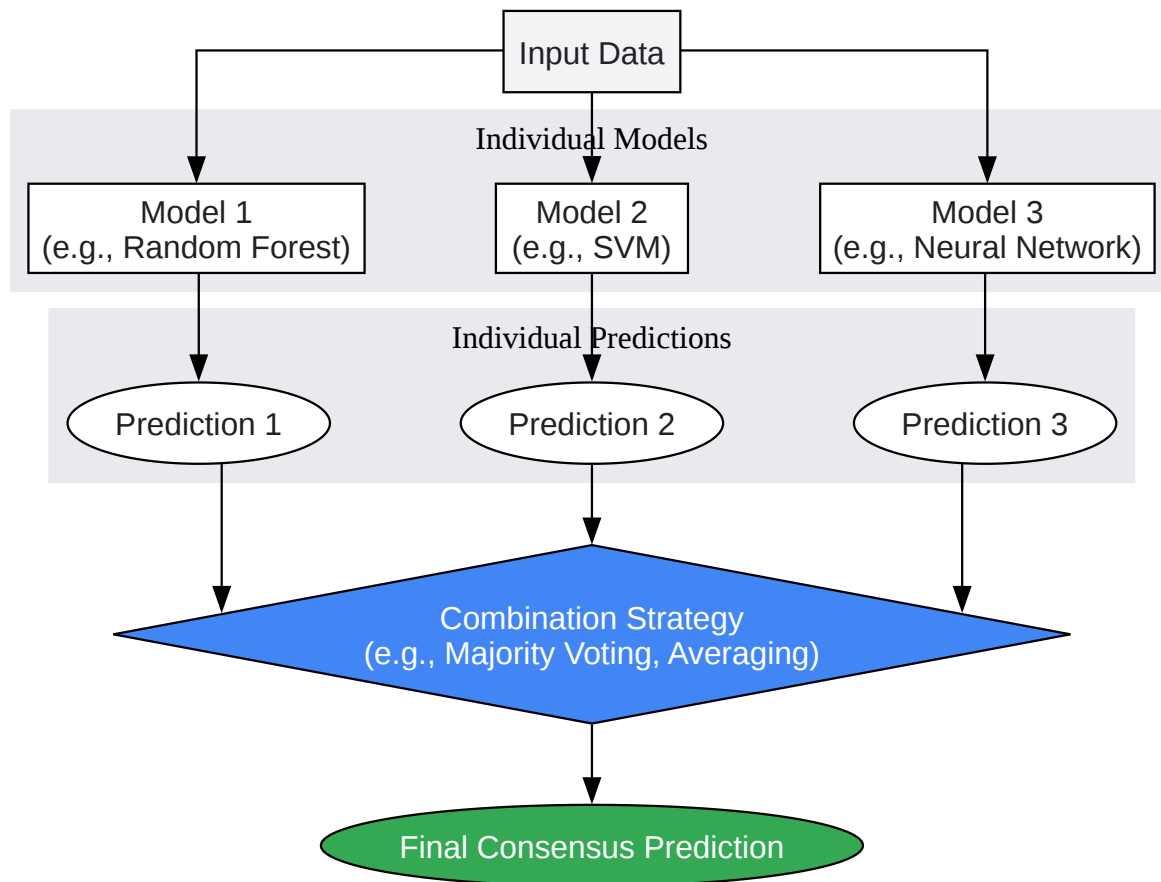 Input Data
Individual Models
Model 1
(e.g., Random Forest)
Model 2
(e.g., SVM)
Model 3
(e.g., Neural Network)
Individual Predictions
Prediction 1
Prediction 2
Prediction 3
Combination Strategy
(e.g., Majority Voting, Averaging)
Final Consensus Prediction